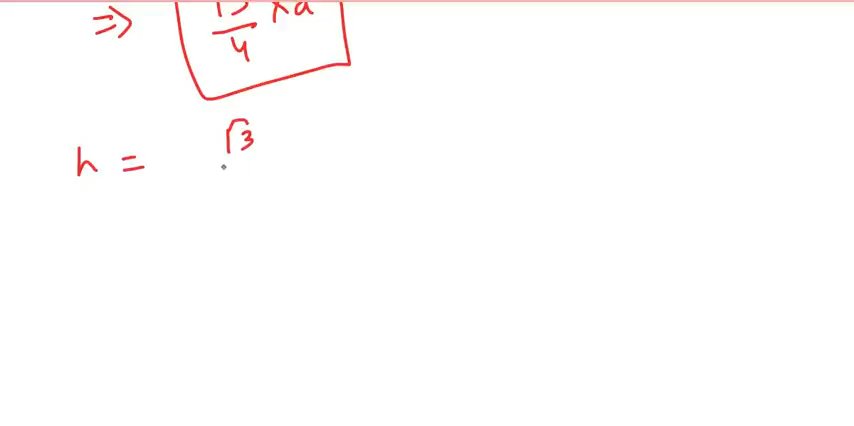 ⇒ √3/4 × a
h = √3